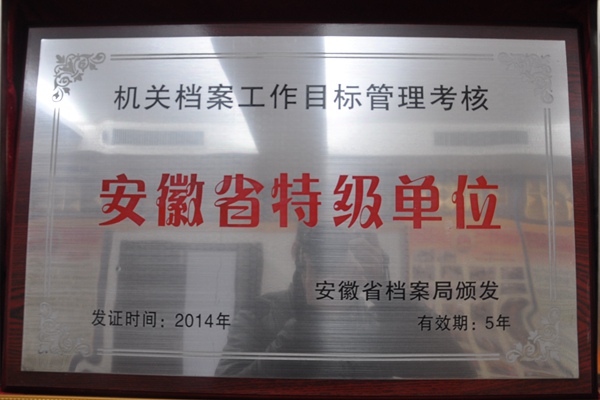 机关档案工作目标管理考核
安徽省特级单位
安徽省档案局颁发
发证时间：2014年 有效期：5年